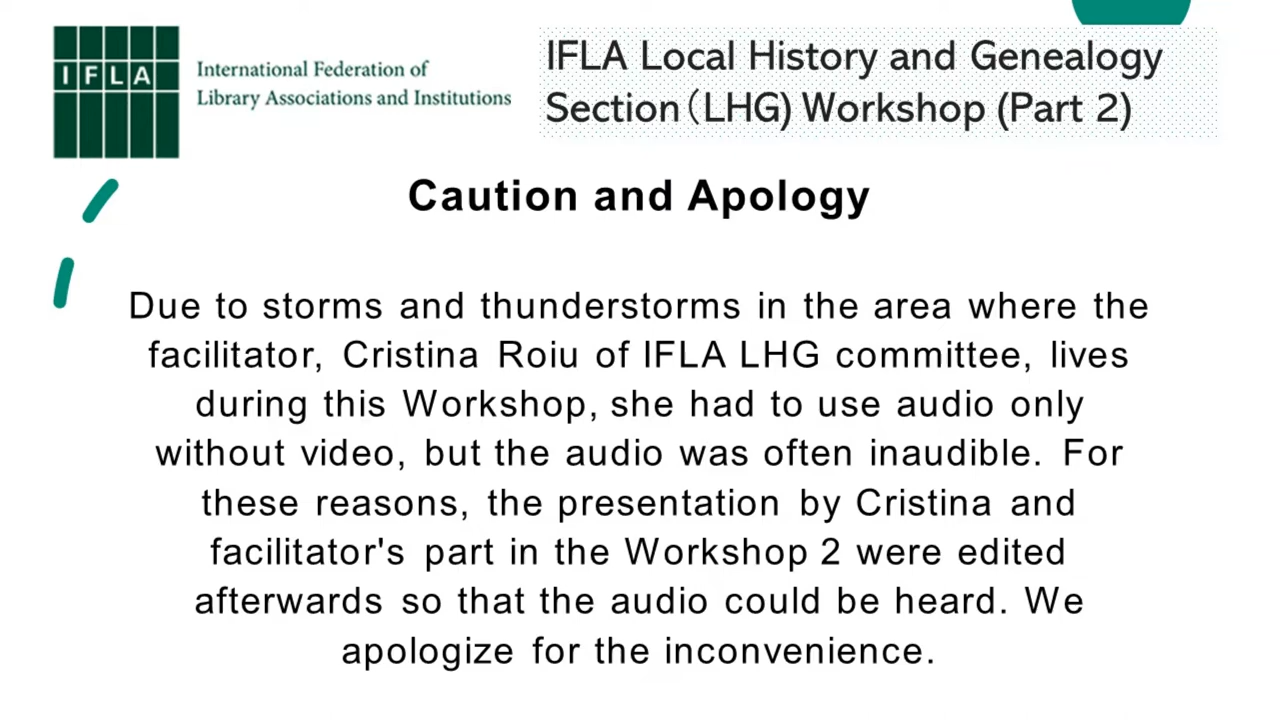 IFLA
International Federation of
Library Associations and Institutions
IFLA Local History and Genealogy
Section (LHG) Workshop (Part 2)
Caution and Apology
Due to storms and thunderstorms in the area where the
facilitator, Cristina Roiu of IFLA LHG committee, lives
during this Workshop, she had to use audio only
without video, but the audio was often inaudible. For
these reasons, the presentation by Cristina and
facilitator's part in the Workshop 2 were edited
afterwards so that the audio could be heard. We
apologize for the inconvenience.